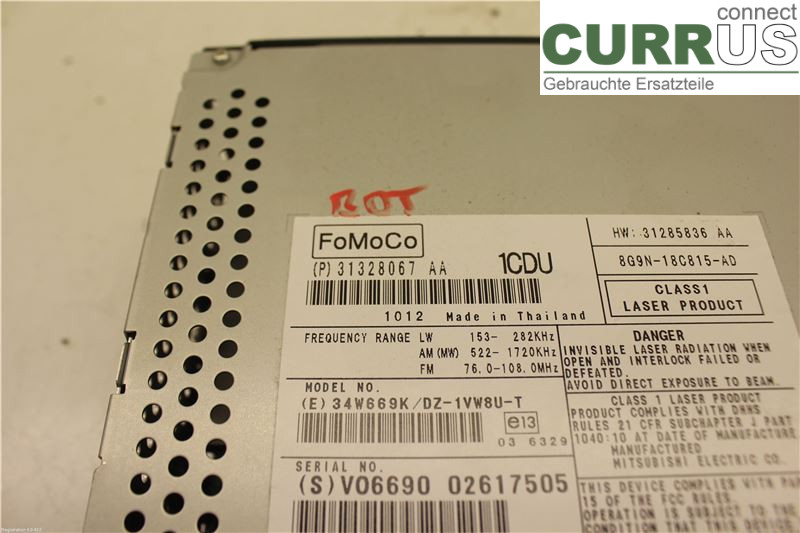 connect
CURRUS
Gebrauchte Ersatzteile
BOT
FoMoCo
(P) 31328067 AA 1CDU
1012 Made in Thailand
HW: 31285836 AA
8G9N-18C815-AD
CLASS1
LASER PRODUCT
FREQUENCY RANGE LW 153- 282KHz
AM (MW) 522- 1720KHz
FM 76.0-108.0MHz
MODEL NO.
(E) 34W669K/DZ-1VW8U-T
e13
03 6329
SERIAL NO.
(S) VO6690 02617505
DANGER
INVISIBLE LASER RADIATION WHEN
OPEN AND INTERLOCK FAILED OR
DEFEATED.
AVOID DIRECT EXPOSURE TO BEAM.
CLASS 1 LASER PRODUCT
PRODUCT COMPLIES WITH DHHS
RULES 21 CFR SUBCHAPTER J PART
1040:10 AT DATE OF MANUFACTURE
MANUFACTURED
MITSUBISHI ELECTRIC CO.
THIS DEVICE COMPLIES WITH PAR
15 OF THE FCC RULES.
OPERATION IS SUBJECT TO THE
CONDITION THAT THIS DEV